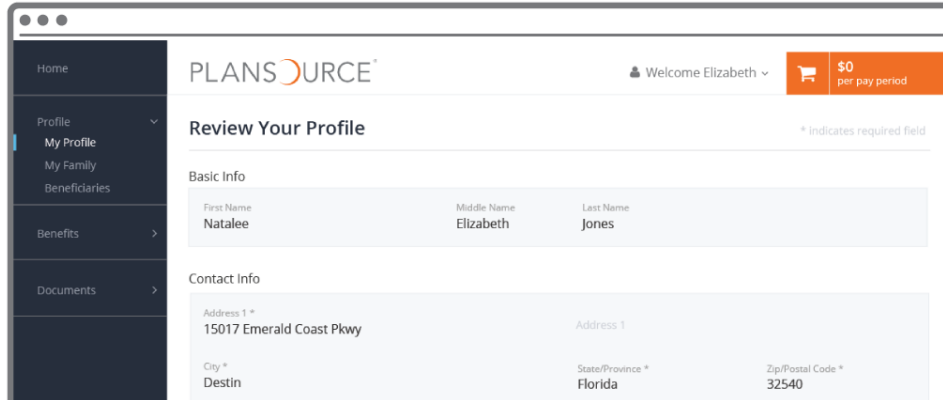 Home
PLANSOURCE
Welcome Elizabeth
$0
per pay period
Profile
My Profile
My Family
Beneficiaries
Benefits
Documents
Review Your Profile
* indicates required field
Basic Info
First Name
Middle Name
Last Name
Natalee
Elizabeth
Jones
Contact Info
Address 1 *
15017 Emerald Coast Pkwy
Address 1
City *
State/Province *
Zip/Postal Code *
Destin
Florida
32540